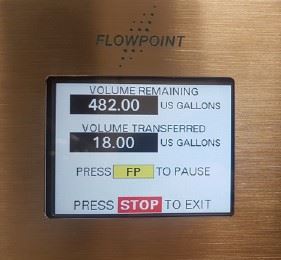 FLOWPOINT
VOLUME REMAINING
482.00 US GALLONS
VOLUME TRANSFERRED
18.00 US GALLONS
PRESS FP TO PAUSE
PRESS STOP TO EXIT